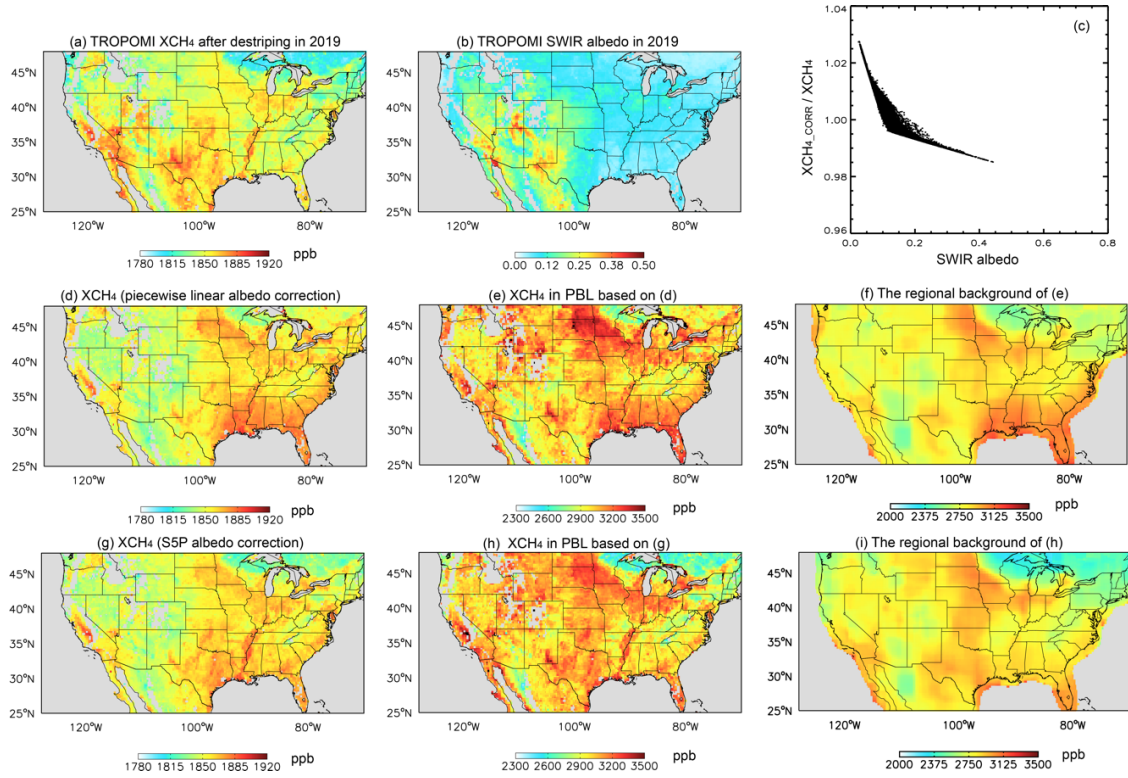 (a) TROPOMI XCH₄ after destriping in 2019
45°N
40°N
35°N
30°N
25°N
120°W 100°W 80°W
1780 1815 1850 1885 1920 ppb
(b) TROPOMI SWIR albedo in 2019
45°N
40°N
35°N
30°N
25°N
120°W 100°W 80°W
0.00 0.12 0.25 0.38 0.50
(c)
XCH4_CORR / XCH₄
1.04
1.02
1.00
0.98
0.96
0.0 0.2 0.4 0.6 0.8
SWIR albedo
(d) XCH₄ (piecewise linear albedo correction)
45°N
40°N
35°N
30°N
25°N
120°W 100°W 80°W
1780 1815 1850 1885 1920 ppb
(e) XCH₄ in PBL based on (d)
45°N
40°N
35°N
30°N
25°N
120°W 100°W 80°W
2300 2600 2900 3200 3500 ppb
(f) The regional background of (e)
45°N
40°N
35°N
30°N
25°N
120°W 100°W 80°W
2000 2375 2750 3125 3500 ppb
(g) XCH₄ (S5P albedo correction)
45°N
40°N
35°N
30°N
25°N
120°W 100°W 80°W
1780 1815 1850 1885 1920 ppb
(h) XCH₄ in PBL based on (g)
45°N
40°N
35°N
30°N
25°N
120°W 100°W 80°W
2300 2600 2900 3200 3500 ppb
(i) The regional background of (h)
45°N
40°N
35°N
30°N
25°N
120°W 100°W 80°W
2000 2375 2750 3125 3500 ppb